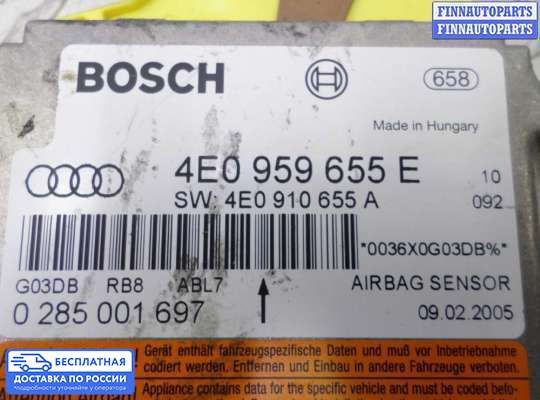 FINNAUTOPARTS
FINNAUTOPARTS
BOSCH
658
Made in Hungary
4E0 959 655 E
10
SW: 4E0 910 655 A
092
*0036X0G03DB%*
G03DB RB8 ABL7
AIRBAG SENSOR
0 285 001 697
09.02.2005
Gerät enthält fahrzeugspezifische Daten und muß vor Inbetriebnahme
codiert werden. Entfernen und Einbau in andere Fahrzeuge verboten.
Appliance contains data for the specific vehicle and must be coded befo-
БЕСПЛАТНАЯ
ДОСТАВКА ПО РОССИИ
подробности уточняйте у оператора